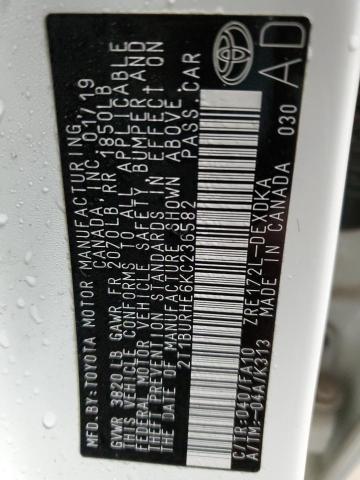 MFD.BY:TOYOTA MOTOR MANUFACTURING,
CANADA,INC. 01/19
GVWR 3820LB GAWR FR 2070LB RR 1850LB
THIS VEHICLE CONFORMS TO ALL APPLICABLE
FEDERAL MOTOR VEHICLE SAFETY, BUMPER AND
THEFT PREVENTION STANDARDS IN EFFECT ON
THE DATE OF MANUFACTURE SHOWN ABOVE.
2T1BURHE6KC236582 PASS.CAR
C/TR:040/FA10 ZRE172L-DEXDKA
A/TM:-04A/K313 MADE IN CANADA 030
AD